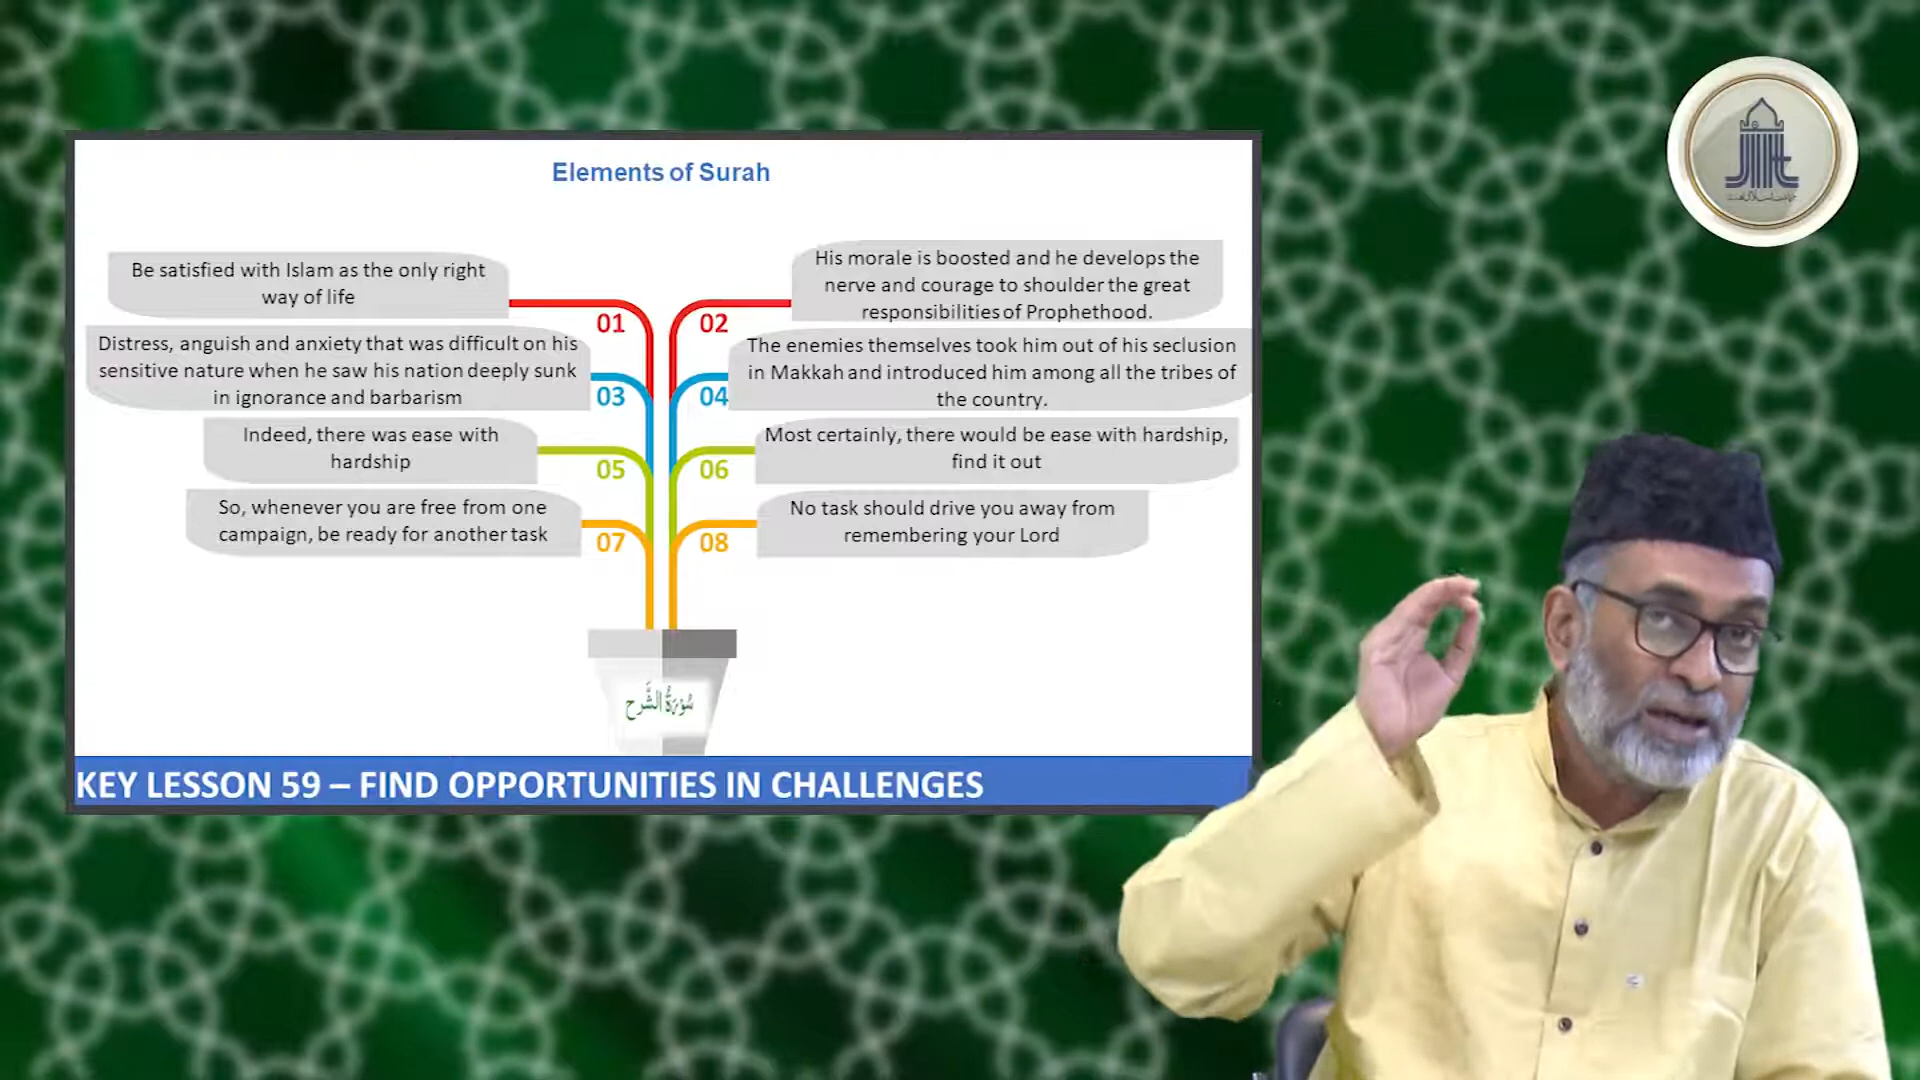 Elements of Surah
Be satisfied with Islam as the only right
way of life
01
His morale is boosted and he develops the
nerve and courage to shoulder the great
responsibilities of Prophethood.
02
Distress, anguish and anxiety that was difficult on his
sensitive nature when he saw his nation deeply sunk
in ignorance and barbarism
03
The enemies themselves took him out of his seclusion
in Makkah and introduced him among all the tribes of
the country.
04
Indeed, there was ease with
hardship
05
Most certainly, there would be ease with hardship,
find it out
06
So, whenever you are free from one
campaign, be ready for another task
07
No task should drive you away from
remembering your Lord
08
سُوْرَةُ الشَّرح
KEY LESSON 59 – FIND OPPORTUNITIES IN CHALLENGES